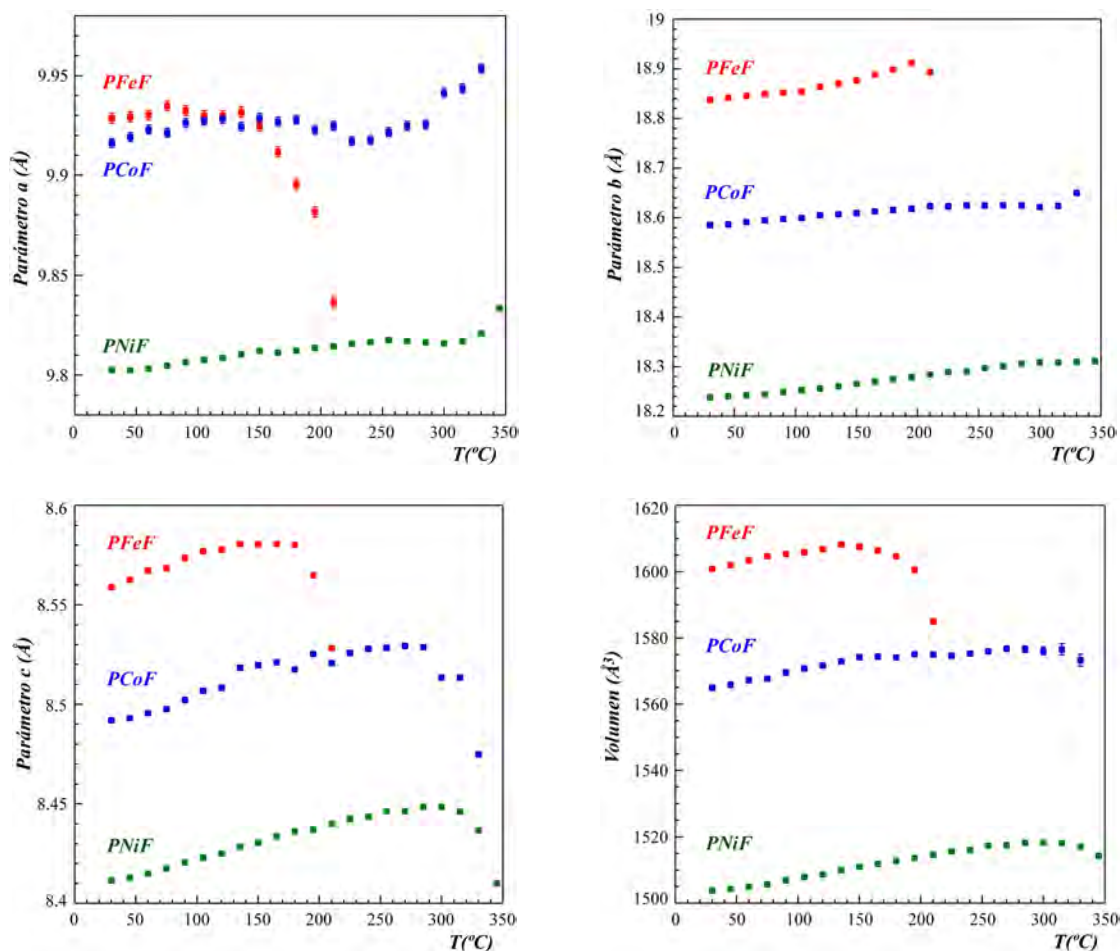 9.95
9.9
9.85
9.8
Parámetro a (Å)
PFeF
PCoF
PNiF
0 50 100 150 200 250 300 350
T(ºC)
19
18.9
18.8
18.7
18.6
18.5
18.4
18.3
18.2
Parámetro b (Å)
PFeF
PCoF
PNiF
0 50 100 150 200 250 300 350
T(ºC)
8.6
8.55
8.5
8.45
8.4
Parámetro c (Å)
PFeF
PCoF
PNiF
0 50 100 150 200 250 300 350
T(ºC)
1620
1600
1580
1560
1540
1520
1500
Volumen (Å³)
PFeF
PCoF
PNiF
0 50 100 150 200 250 300 350
T(ºC)